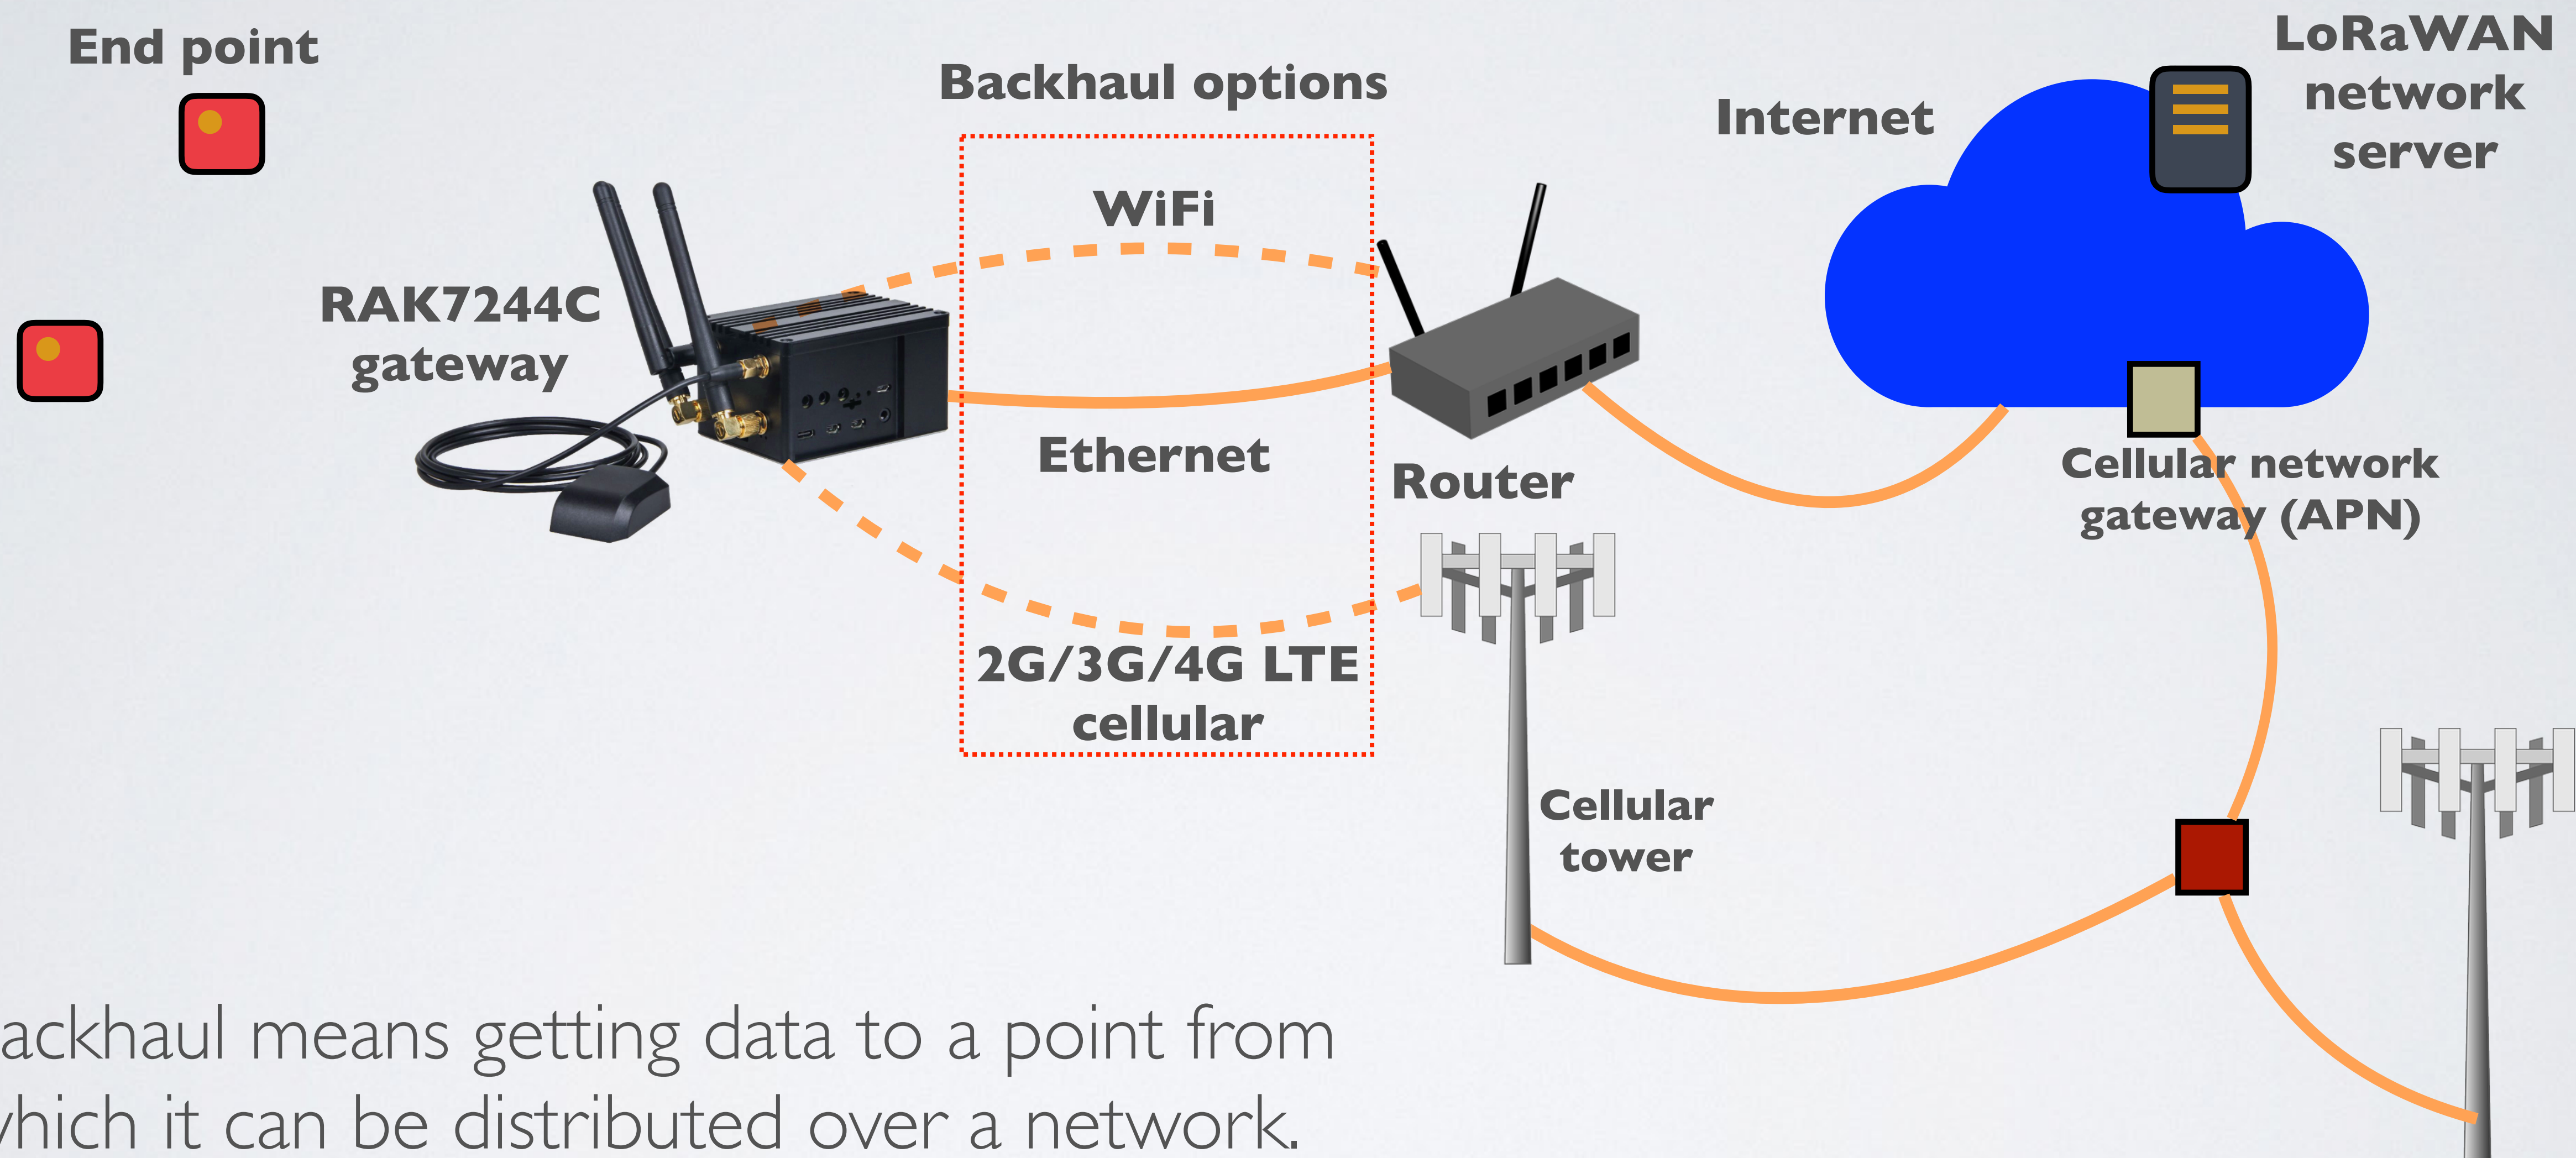 End point
Backhaul options
Internet
LoRaWAN
network
server
WiFi
RAK7244C
gateway
Ethernet
Router
Cellular network
gateway (APN)
2G/3G/4G LTE
cellular
Cellular
tower
ackhaul means getting data to a point from
which it can be distributed over a network.